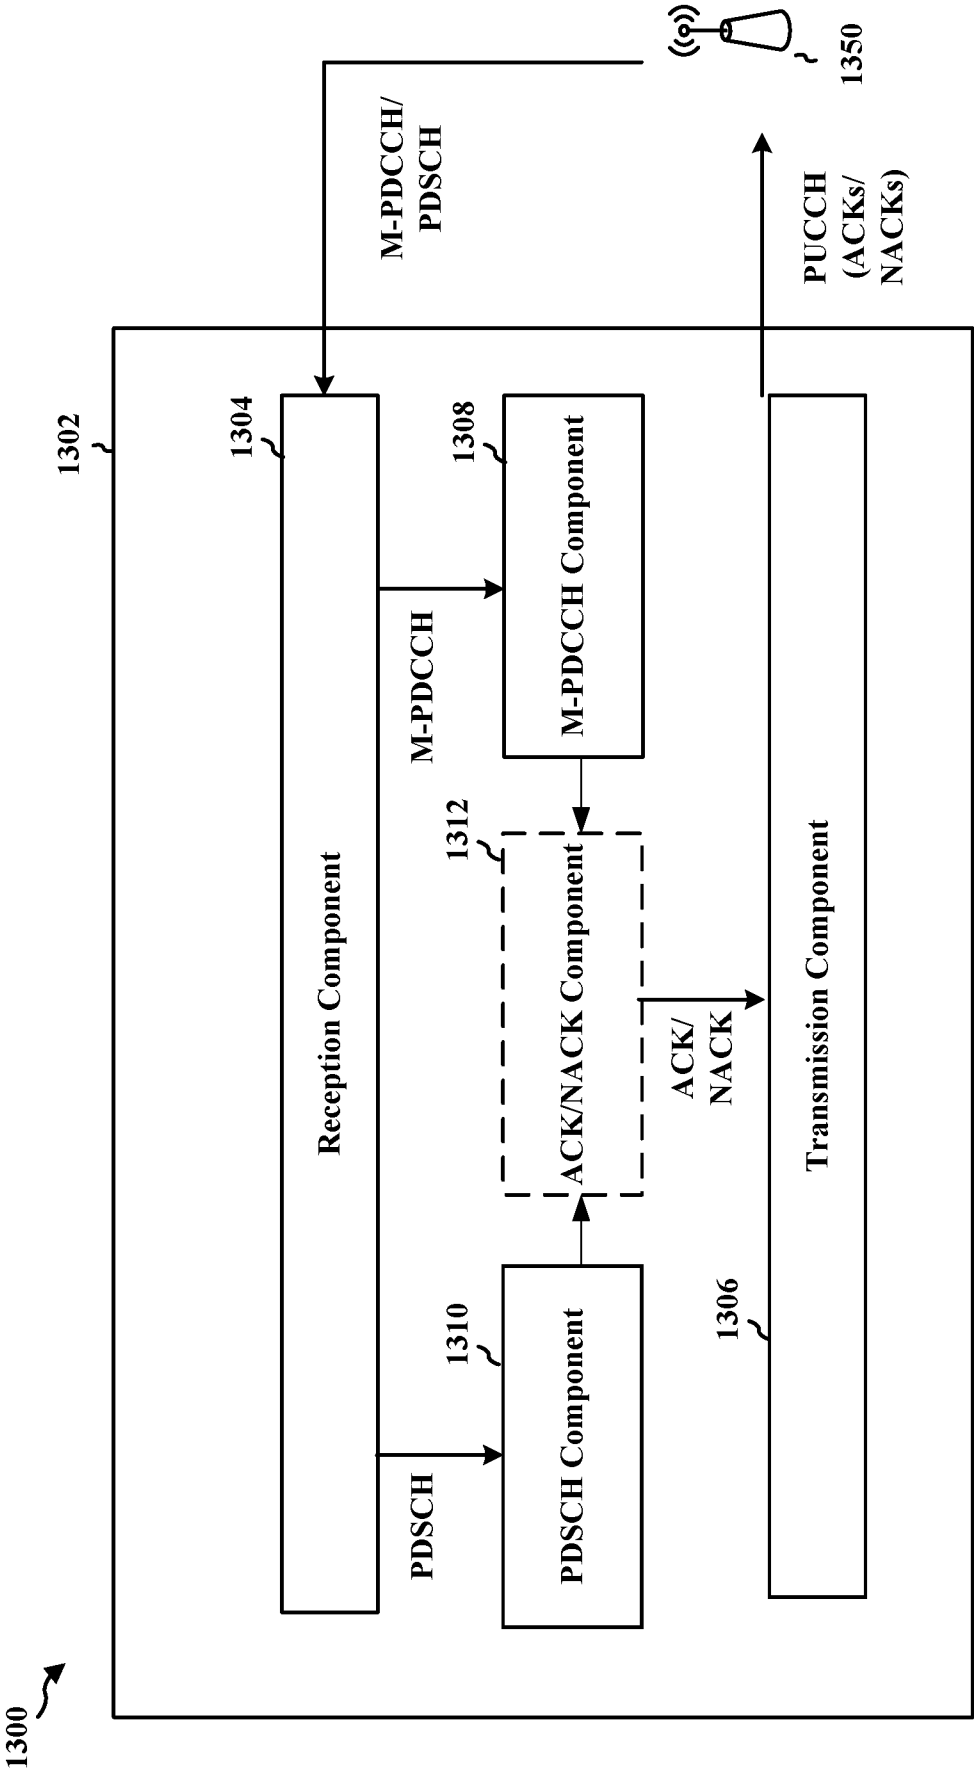 1300
1302
1304
Reception Component
M-PDCCH/
PDSCH
1350
PDSCH
M-PDCCH
1310
PDSCH Component
1312
ACK/NACK Component
1308
M-PDCCH Component
ACK/
NACK
1306
Transmission Component
PUCCH
(ACKs/
NACKs)